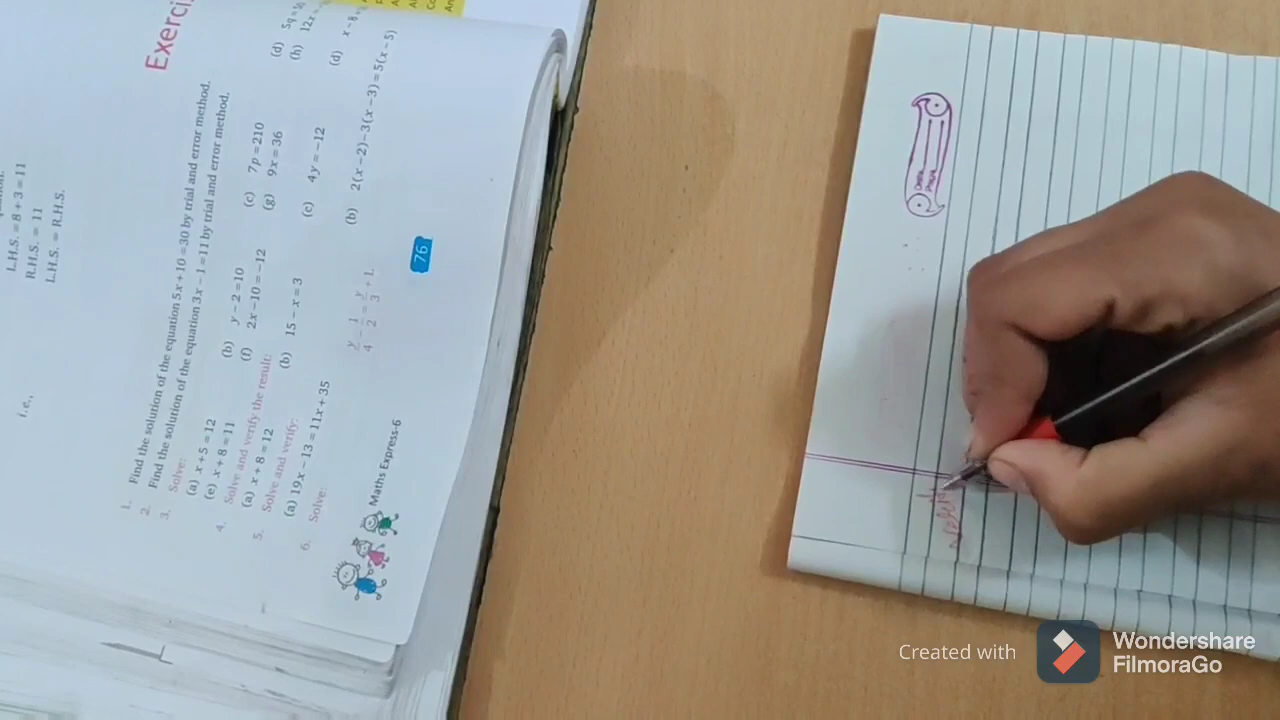 L.H.S. = 8 + 3 = 11
R.H.S. = 11
L.H.S. = R.H.S.
i.e.,
Exerci
1. Find the solution of the equation 5x + 10 = 30 by trial and error method.
2. Find the solution of the equation 3x − 1 = 11 by trial and error method.
3. Solve:
(a) x + 5 = 12 (b) y − 2 = 10 (c) 7p = 210 (d) 5q =
(e) x + 8 = 11 (f) 2x − 10 = −12 (g) 9x = 36 (h) 12x
4. Solve and verify the result:
(a) x + 8 = 12 (b) 15 − x = 3 (c) 4y = −12 (d) x − 8
5. Solve and verify:
(a) 19x − 13 = 11x + 35 (b) 2(x − 2) − 3(x − 3) = 5(x − 5)
6. Solve: y/4 − 1/2 = y/3 + 1.
Maths Express-6
76
Created with
Wondershare
FilmoraGo